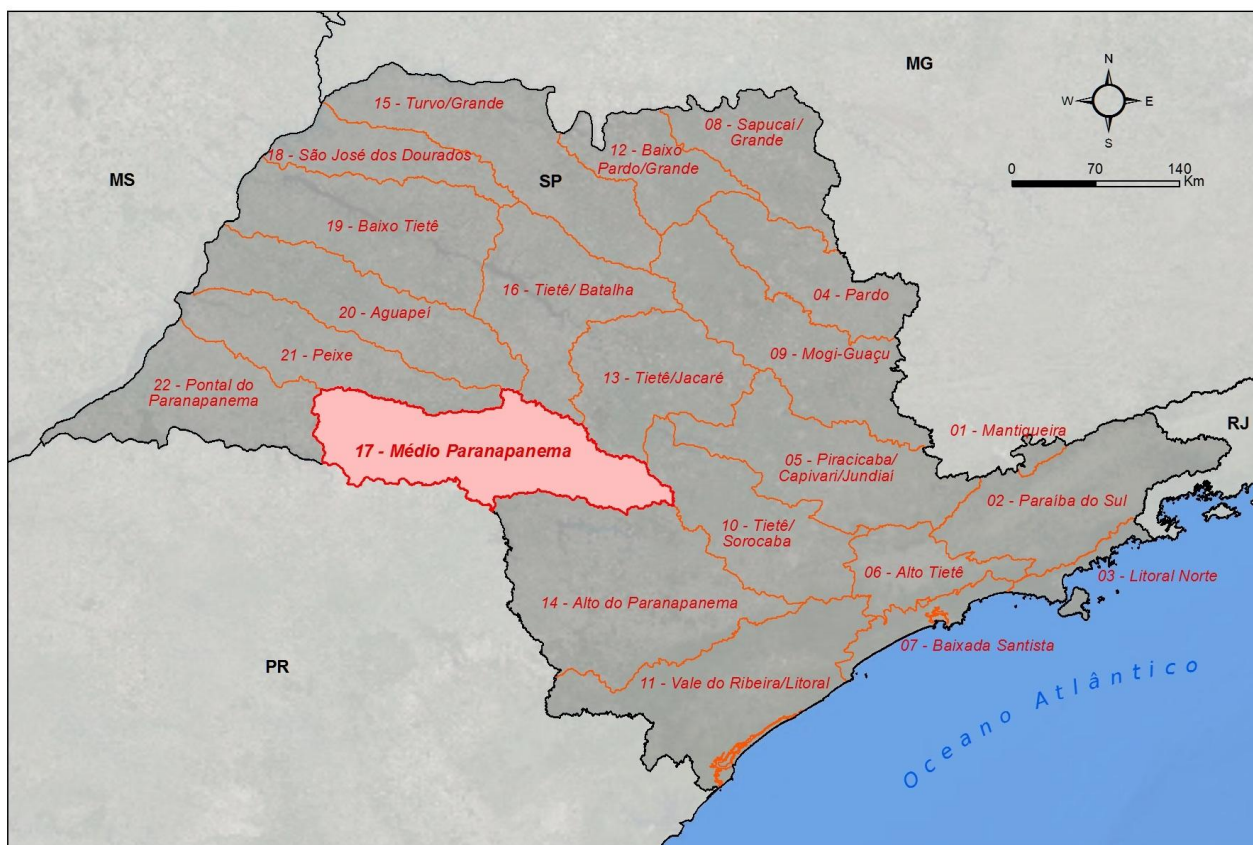 MG
N
W
E
S
0
70
140
Km
15 - Turvo/Grande
08 - Sapucaí/
Grande
12 - Baixo
Pardo/Grande
18 - São José dos Dourados
MS
SP
19 - Baixo Tietê
16 - Tietê/ Batalha
04 - Pardo
20 - Aguapeí
09 - Mogi-Guaçu
21 - Peixe
13 - Tietê/Jacaré
22 - Pontal do
Paranapanema
RJ
01 - Mantiqueira
17 - Médio Paranapanema
05 - Piracicaba/
Capivari/Jundiaí
02 - Paraíba do Sul
10 - Tietê/
Sorocaba
06 - Alto Tietê
03 - Litoral Norte
14 - Alto do Paranapanema
07 - Baixada Santista
PR
11 - Vale do Ribeira/Litoral
Oceano Atlântico